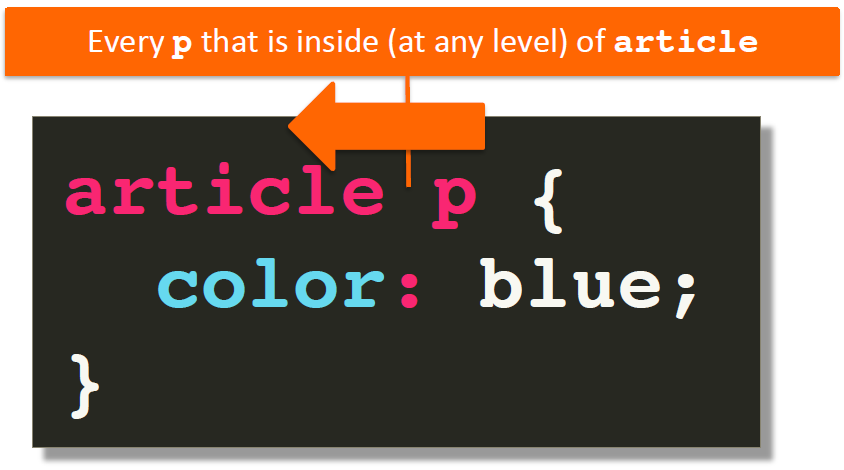 Every p that is inside (at any level) of article
article p {
color: blue;
}